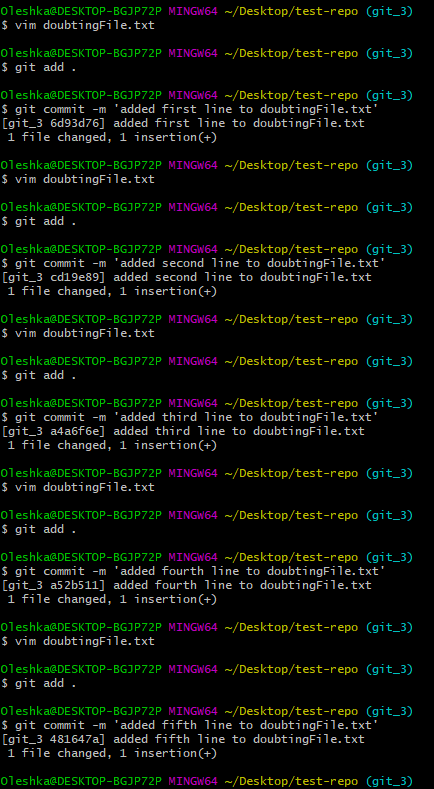 Oleshka@DESKTOP-BGJP72P MINGW64 ~/Desktop/test-repo (git_3)
$ vim doubtingFile.txt
Oleshka@DESKTOP-BGJP72P MINGW64 ~/Desktop/test-repo (git_3)
$ git add .
Oleshka@DESKTOP-BGJP72P MINGW64 ~/Desktop/test-repo (git_3)
$ git commit -m 'added first line to doubtingFile.txt'
[git_3 6d93d76] added first line to doubtingFile.txt
 1 file changed, 1 insertion(+)
Oleshka@DESKTOP-BGJP72P MINGW64 ~/Desktop/test-repo (git_3)
$ vim doubtingFile.txt
Oleshka@DESKTOP-BGJP72P MINGW64 ~/Desktop/test-repo (git_3)
$ git add .
Oleshka@DESKTOP-BGJP72P MINGW64 ~/Desktop/test-repo (git_3)
$ git commit -m 'added second line to doubtingFile.txt'
[git_3 cd19e89] added second line to doubtingFile.txt
 1 file changed, 1 insertion(+)
Oleshka@DESKTOP-BGJP72P MINGW64 ~/Desktop/test-repo (git_3)
$ vim doubtingFile.txt
Oleshka@DESKTOP-BGJP72P MINGW64 ~/Desktop/test-repo (git_3)
$ git add .
Oleshka@DESKTOP-BGJP72P MINGW64 ~/Desktop/test-repo (git_3)
$ git commit -m 'added third line to doubtingFile.txt'
[git_3 a4a6f6e] added third line to doubtingFile.txt
 1 file changed, 1 insertion(+)
Oleshka@DESKTOP-BGJP72P MINGW64 ~/Desktop/test-repo (git_3)
$ vim doubtingFile.txt
Oleshka@DESKTOP-BGJP72P MINGW64 ~/Desktop/test-repo (git_3)
$ git add .
Oleshka@DESKTOP-BGJP72P MINGW64 ~/Desktop/test-repo (git_3)
$ git commit -m 'added fourth line to doubtingFile.txt'
[git_3 a52b511] added fourth line to doubtingFile.txt
 1 file changed, 1 insertion(+)
Oleshka@DESKTOP-BGJP72P MINGW64 ~/Desktop/test-repo (git_3)
$ vim doubtingFile.txt
Oleshka@DESKTOP-BGJP72P MINGW64 ~/Desktop/test-repo (git_3)
$ git add .
Oleshka@DESKTOP-BGJP72P MINGW64 ~/Desktop/test-repo (git_3)
$ git commit -m 'added fifth line to doubtingFile.txt'
[git_3 481647a] added fifth line to doubtingFile.txt
 1 file changed, 1 insertion(+)
Oleshka@DESKTOP-BGJP72P MINGW64 ~/Desktop/test-repo (git_3)